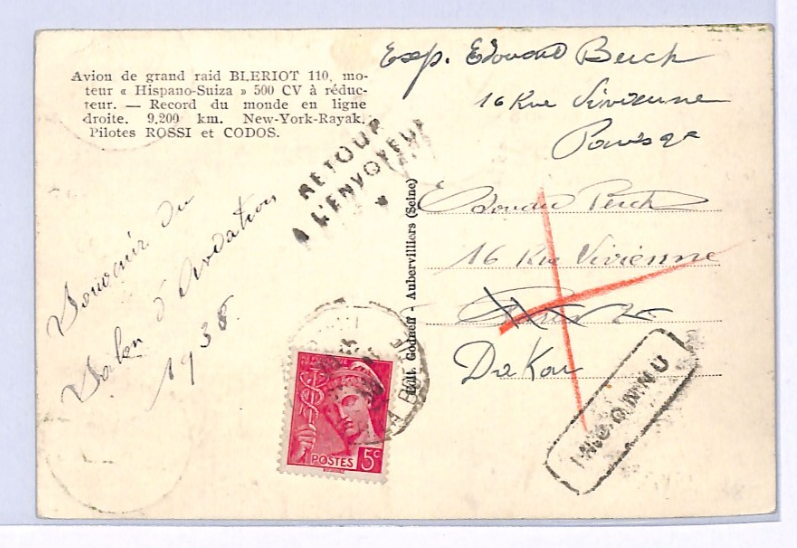 Avion de grand raid BLERIOT 110, mo-
teur « Hispano-Suiza » 500 CV à réduc-
teur. — Record du monde en ligne
droite. 9.200 km. New-York-Rayak.
Pilotes ROSSI et CODOS.
Exp. Edouard Berch
16 Rue Vivienne
Paris 2e
RETOUR
A L'ENVOYEUR
*
Edouard Perch
16 Rue Vivienne
Dakar
Souvenir du
Salon d'Aviation
1938.
Edit. Godneff - Aubervilliers (Seine)
POSTES 5c
INCONNU